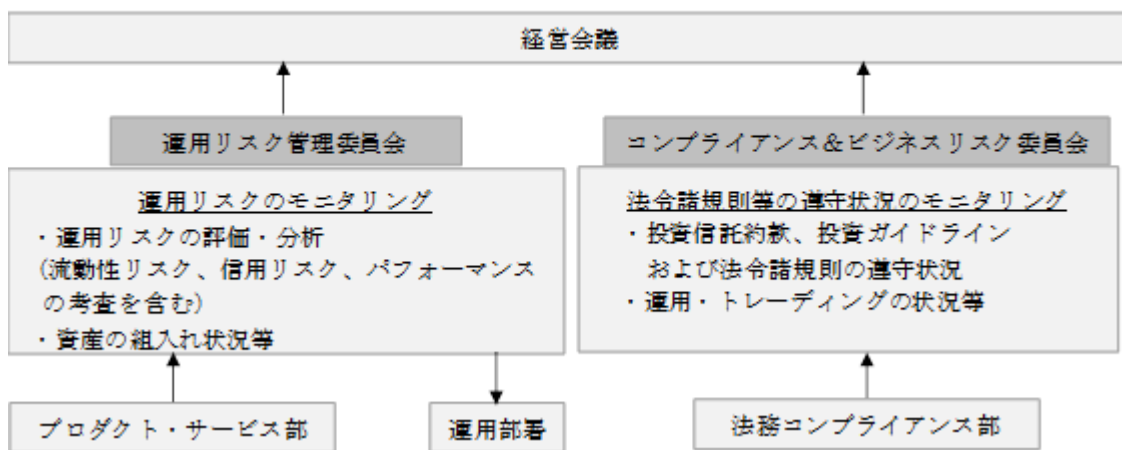 経営会議
運用リスク管理委員会
運用リスクのモニタリング
・運用リスクの評価・分析
(流動性リスク、信用リスク、パフォーマンス
の考査を含む)
・資産の組入れ状況等
プロダクト・サービス部
運用部署
コンプライアンス＆ビジネスリスク委員会
法令諸規則等の遵守状況のモニタリング
・投資信託約款、投資ガイドライン
および法令諸規則の遵守状況
・運用・トレーディングの状況等
法務コンプライアンス部